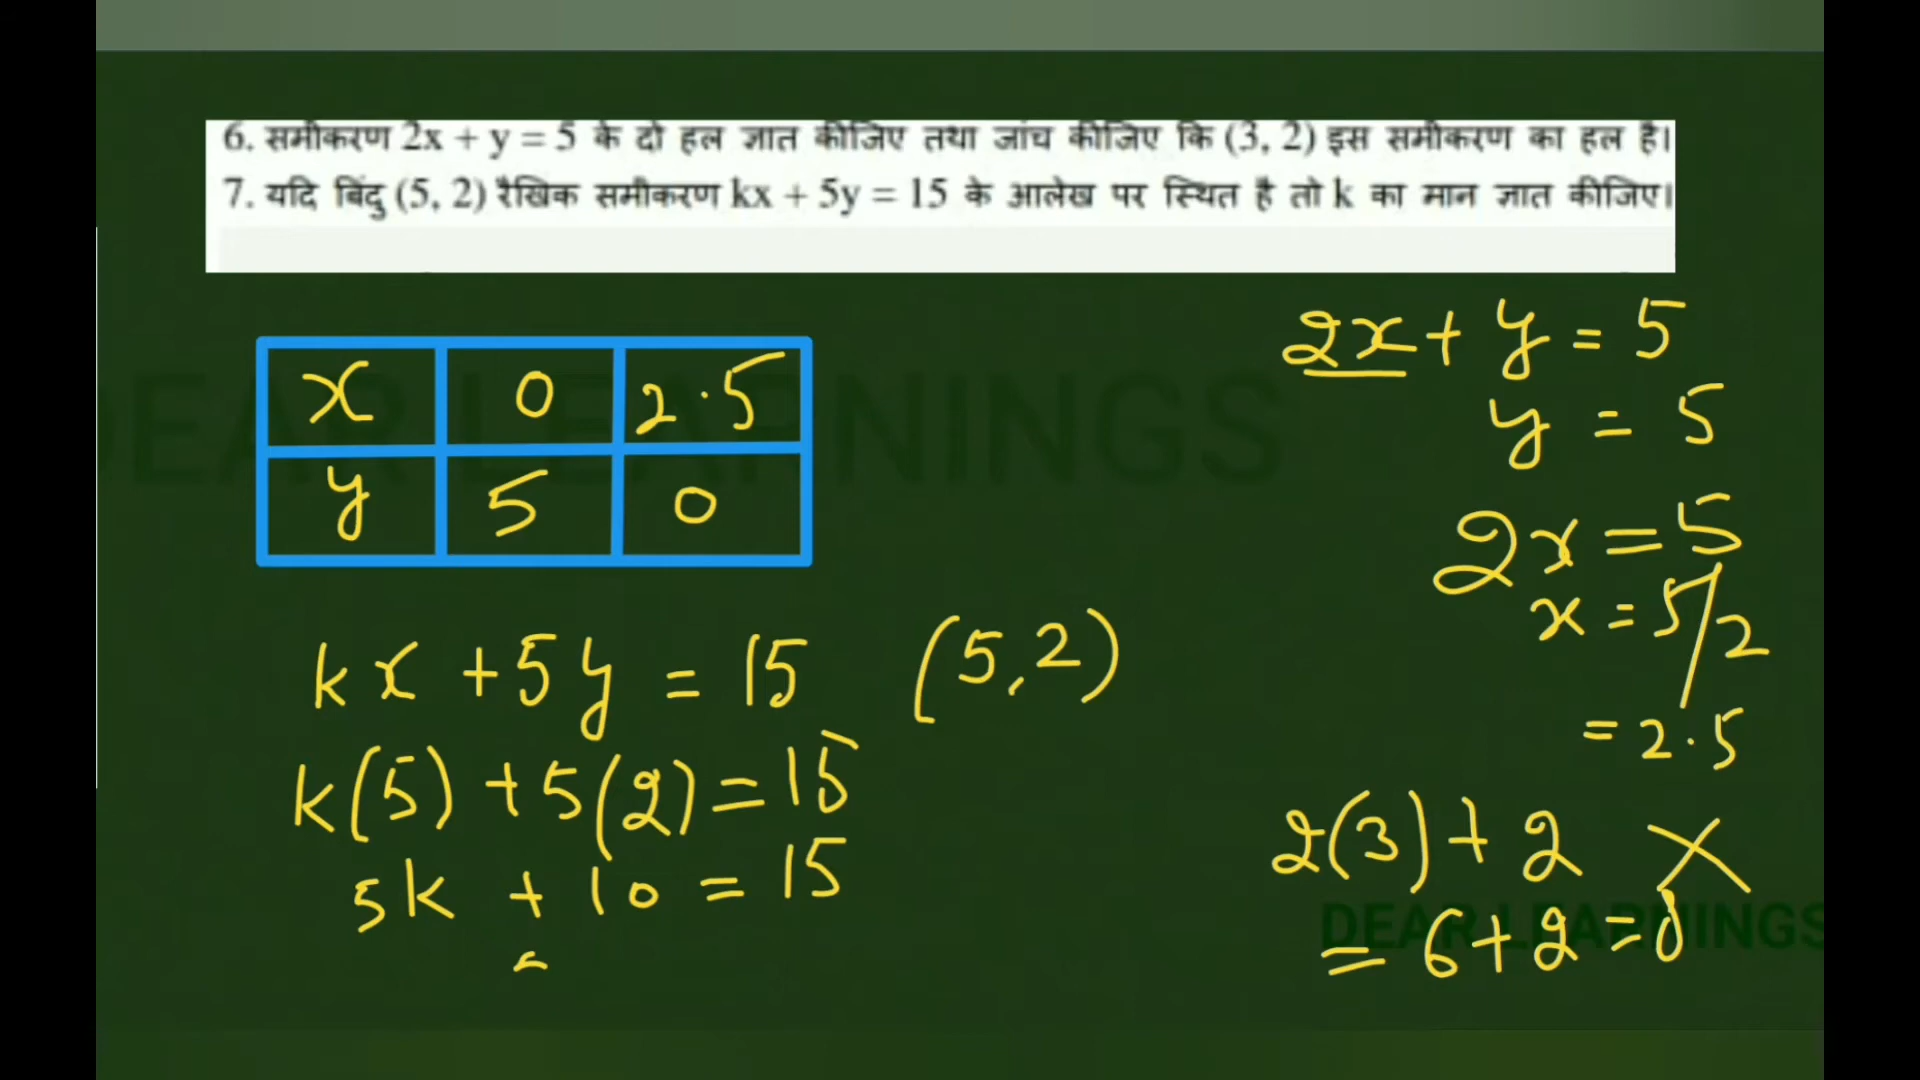 6. समीकरण 2x + y = 5 के दो हल ज्ञात कीजिए तथा जांच कीजिए कि (3, 2) इस समीकरण का हल है।
7. यदि बिंदु (5, 2) रैखिक समीकरण kx + 5y = 15 के आलेख पर स्थित है तो k का मान ज्ञात कीजिए।
DEAR LEARNINGS
x 0 2.5
y 5 0
2x + y = 5
y = 5
2x = 5
x = 5/2
= 2.5
2(3) + 2 X
= 6 + 2 = 8
DEAR LEARNINGS
kx + 5y = 15 (5,2)
k(5) + 5(2) = 15
5k + 10 = 15